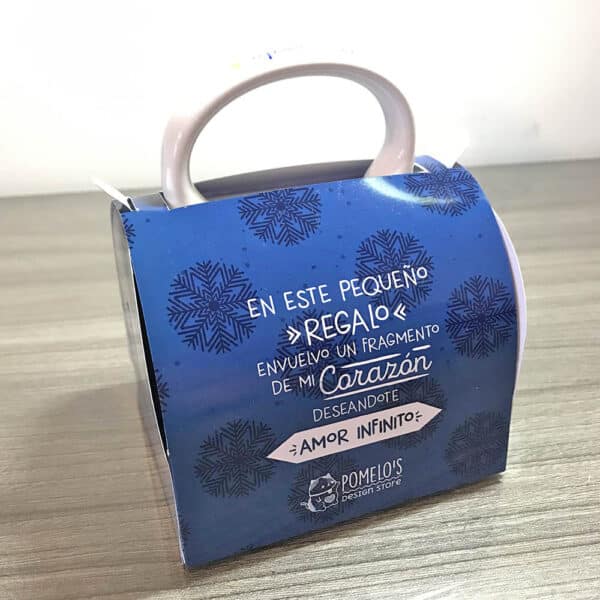 EN ESTE PEQUEÑO
»REGALO«
ENVUELVO UN FRAGMENTO
DE MI Corazón
DESEANDOTE
AMOR INFINITO
POMELO'S
DESIGN STORE